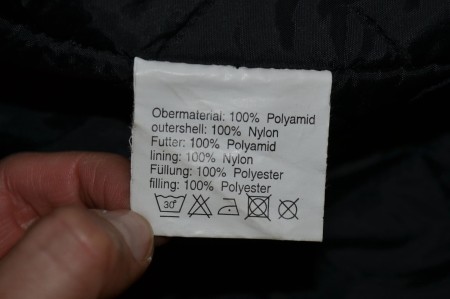 Obermaterial: 100% Polyamid
outershell: 100% Nylon
Futter: 100% Polyamid
lining: 100% Nylon
Füllung: 100% Polyester
filling: 100% Polyester
30°